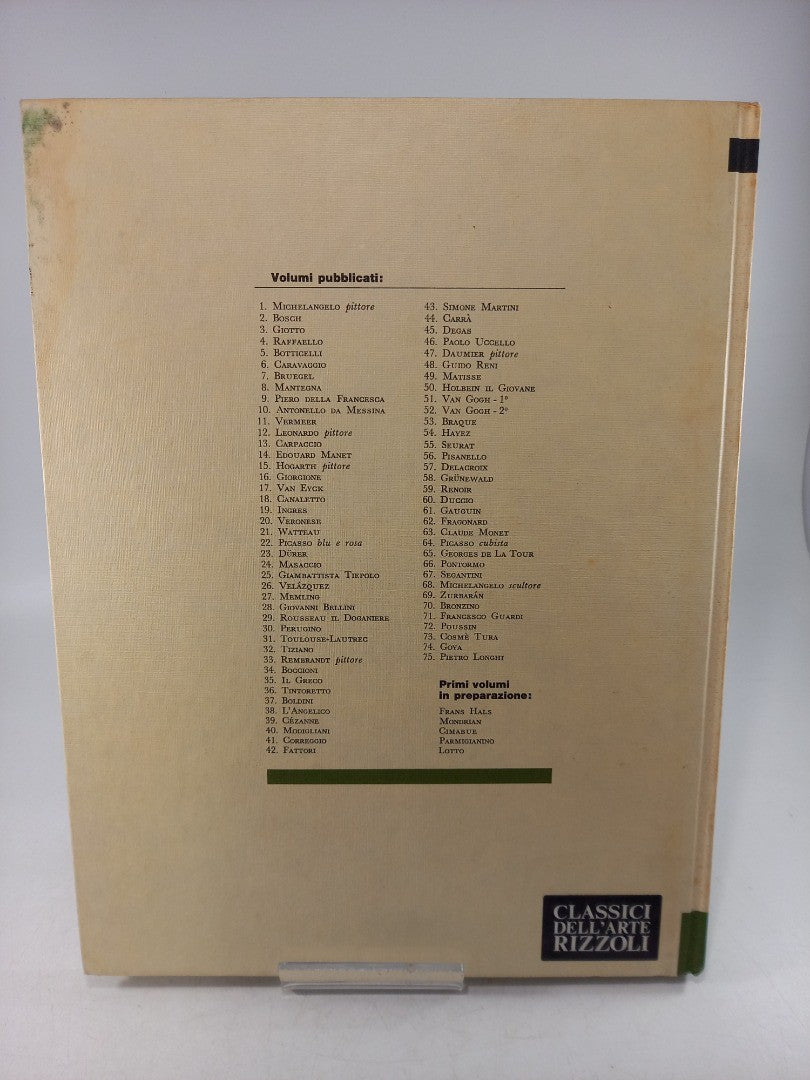 Volumi pubblicati:
1. Michelangelo pittore
2. Bosch
3. Giotto
4. Raffaello
5. Botticelli
6. Caravaggio
7. Bruegel
8. Mantegna
9. Piero della Francesca
10. Antonello da Messina
11. Vermeer
12. Leonardo pittore
13. Carpaccio
14. Edouard Manet
15. Hogarth pittore
16. Giorgione
17. Van Eyck
18. Canaletto
19. Ingres
20. Veronese
21. Watteau
22. Picasso blu e rosa
23. Dürer
24. Masaccio
25. Giambattista Tiepolo
26. Velázquez
27. Memling
28. Giovanni Bellini
29. Rousseau il Doganiere
30. Perugino
31. Toulouse-Lautrec
32. Tiziano
33. Rembrandt pittore
34. Boccioni
35. Il Greco
36. Tintoretto
37. Boldini
38. L'Angelico
39. Cézanne
40. Modigliani
41. Correggio
42. Fattori
43. Simone Martini
44. Carrà
45. Degas
46. Paolo Uccello
47. Daumier pittore
48. Guido Reni
49. Matisse
50. Holbein il Giovane
51. Van Gogh - 1°
52. Van Gogh - 2°
53. Braque
54. Hayez
55. Seurat
56. Pisanello
57. Delacroix
58. Grünewald
59. Renoir
60. Duccio
61. Gauguin
62. Fragonard
63. Claude Monet
64. Picasso cubista
65. Georges de La Tour
66. Pontormo
67. Segantini
68. Michelangelo scultore
69. Zurbarán
70. Bronzino
71. Francesco Guardi
72. Poussin
73. Cosmè Tura
74. Goya
75. Pietro Longhi
Primi volumi
in preparazione:
Frans Hals
Mondrian
Cimabue
Parmigianino
Lotto
CLASSICI
DELL'ARTE
RIZZOLI